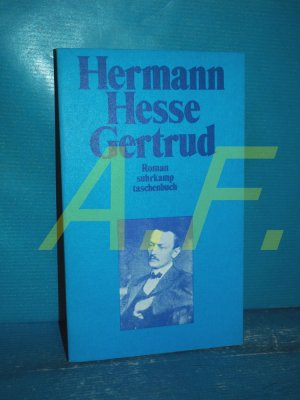 Hermann
Hesse
Gertrud
Roman
suhrkamp
taschenbuch
A.F.